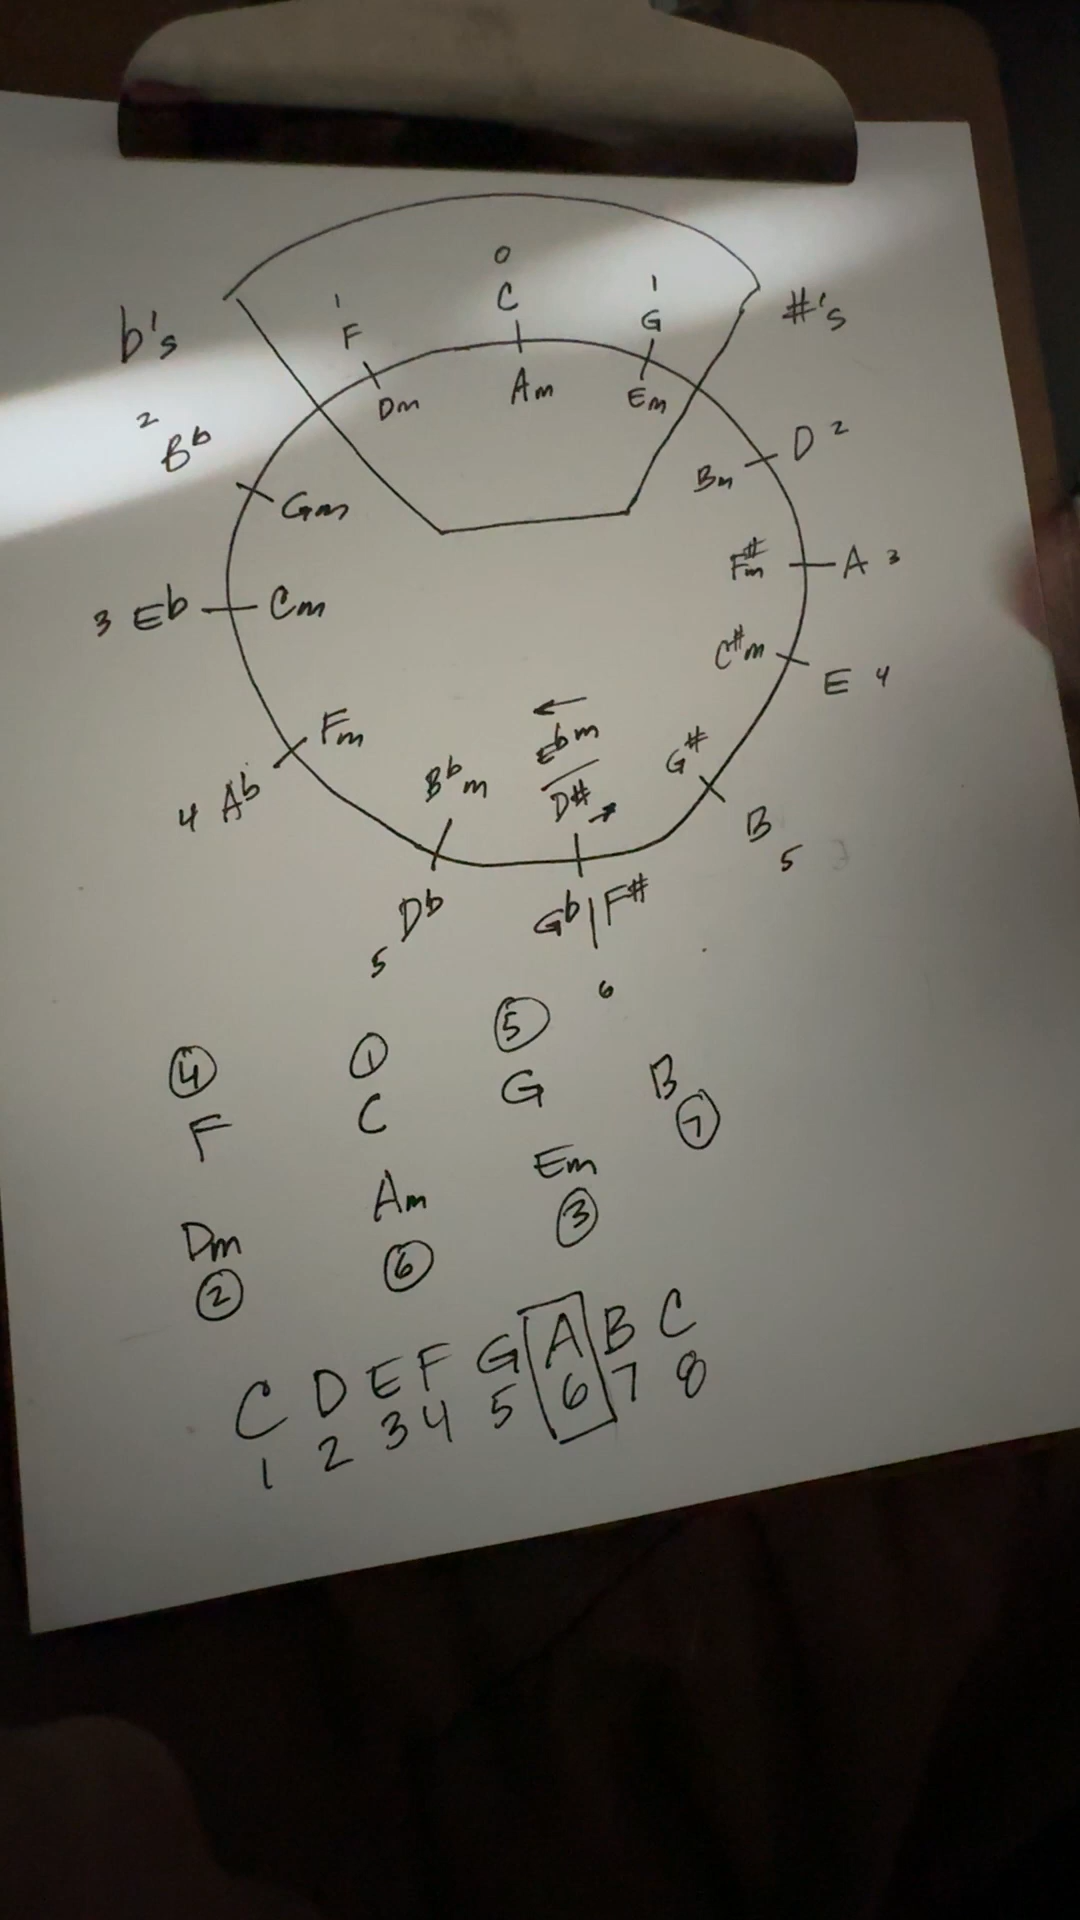 0
1 C 1
b's F G #'s
Dm Am Em
2 Bb D 2
Gm Bm
F#m A 3
3 Eb Cm
C#m E 4
Fm ←
Ebm G#
4 Ab Bbm D# →
B 5
Db Gb|F#
5 6
④ ① ⑤
F C G B ⑦
Dm Am Em
② ⑥ ③
C D E F G A B C
1 2 3 4 5 6 7 8